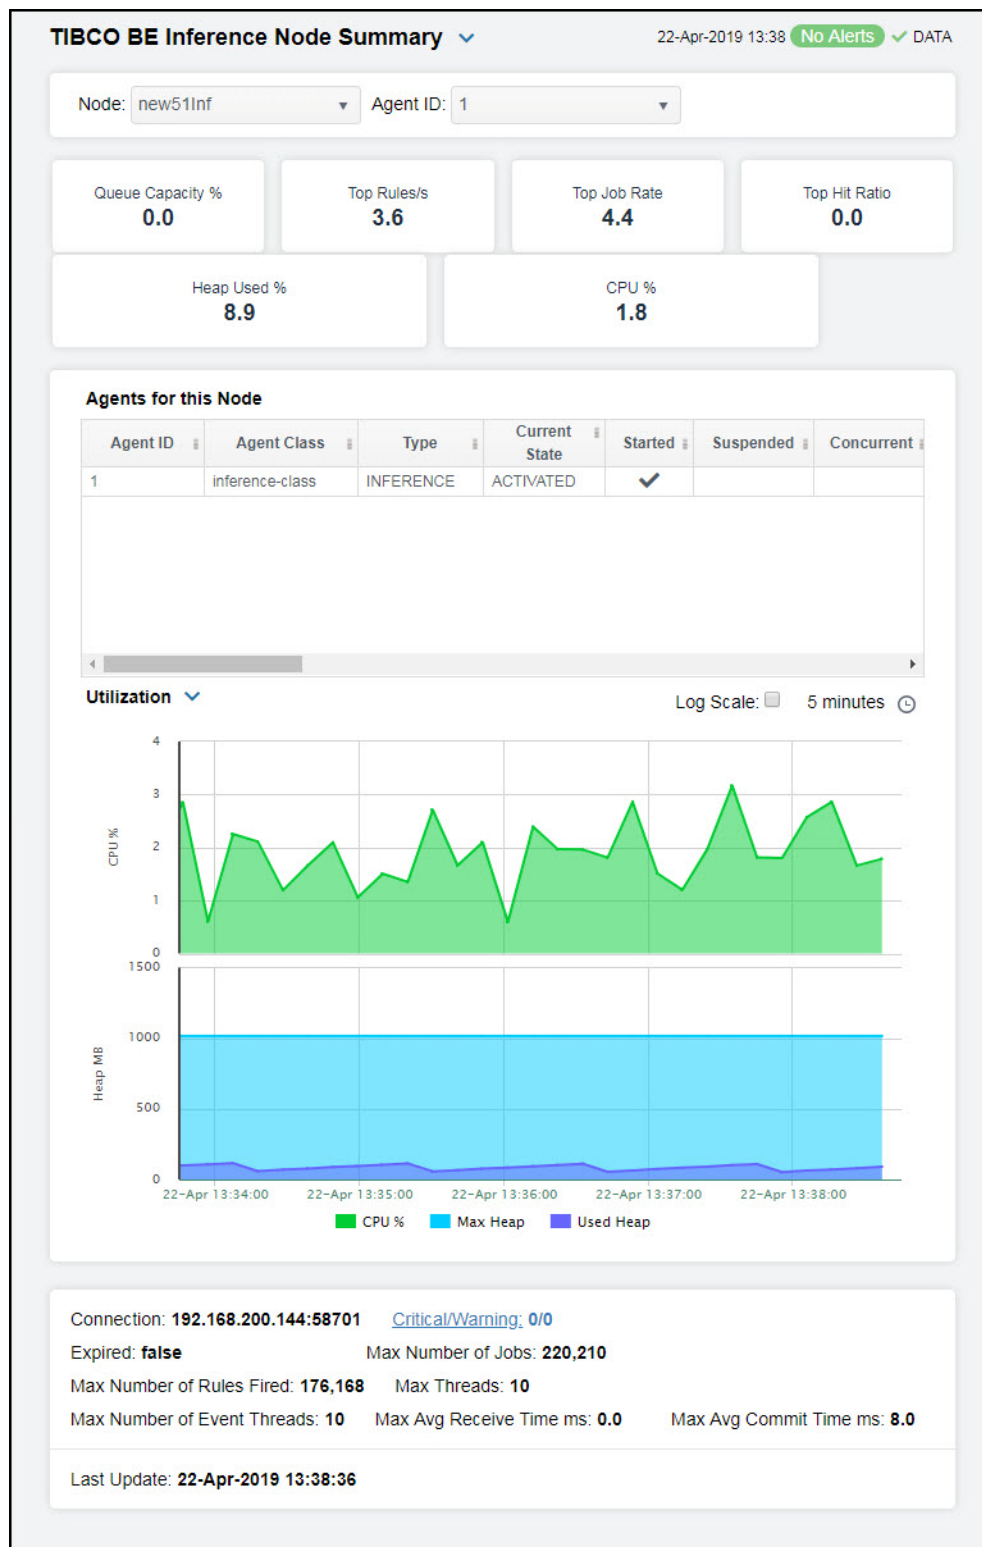 TIBCO BE Inference Node Summary
22-Apr-2019 13:38 No Alerts DATA
Node: new51Inf Agent ID: 1
Queue Capacity % Top Rules/s Top Job Rate Top Hit Ratio
0.0 3.6 4.4 0.0
Heap Used % CPU %
8.9 1.8
Agents for this Node
Agent ID Agent Class Type Current State Started Suspended Concurrent
1 inference-class INFERENCE ACTIVATED
Utilization Log Scale: 5 minutes
4
3
2
1
0
CPU %
1500
1000
500
0
Heap MB
22-Apr 13:34:00 22-Apr 13:35:00 22-Apr 13:36:00 22-Apr 13:37:00 22-Apr 13:38:00
CPU % Max Heap Used Heap
Connection: 192.168.200.144:58701 Critical/Warning: 0/0
Expired: false Max Number of Jobs: 220,210
Max Number of Rules Fired: 176,168 Max Threads: 10
Max Number of Event Threads: 10 Max Avg Receive Time ms: 0.0 Max Avg Commit Time ms: 8.0
Last Update: 22-Apr-2019 13:38:36